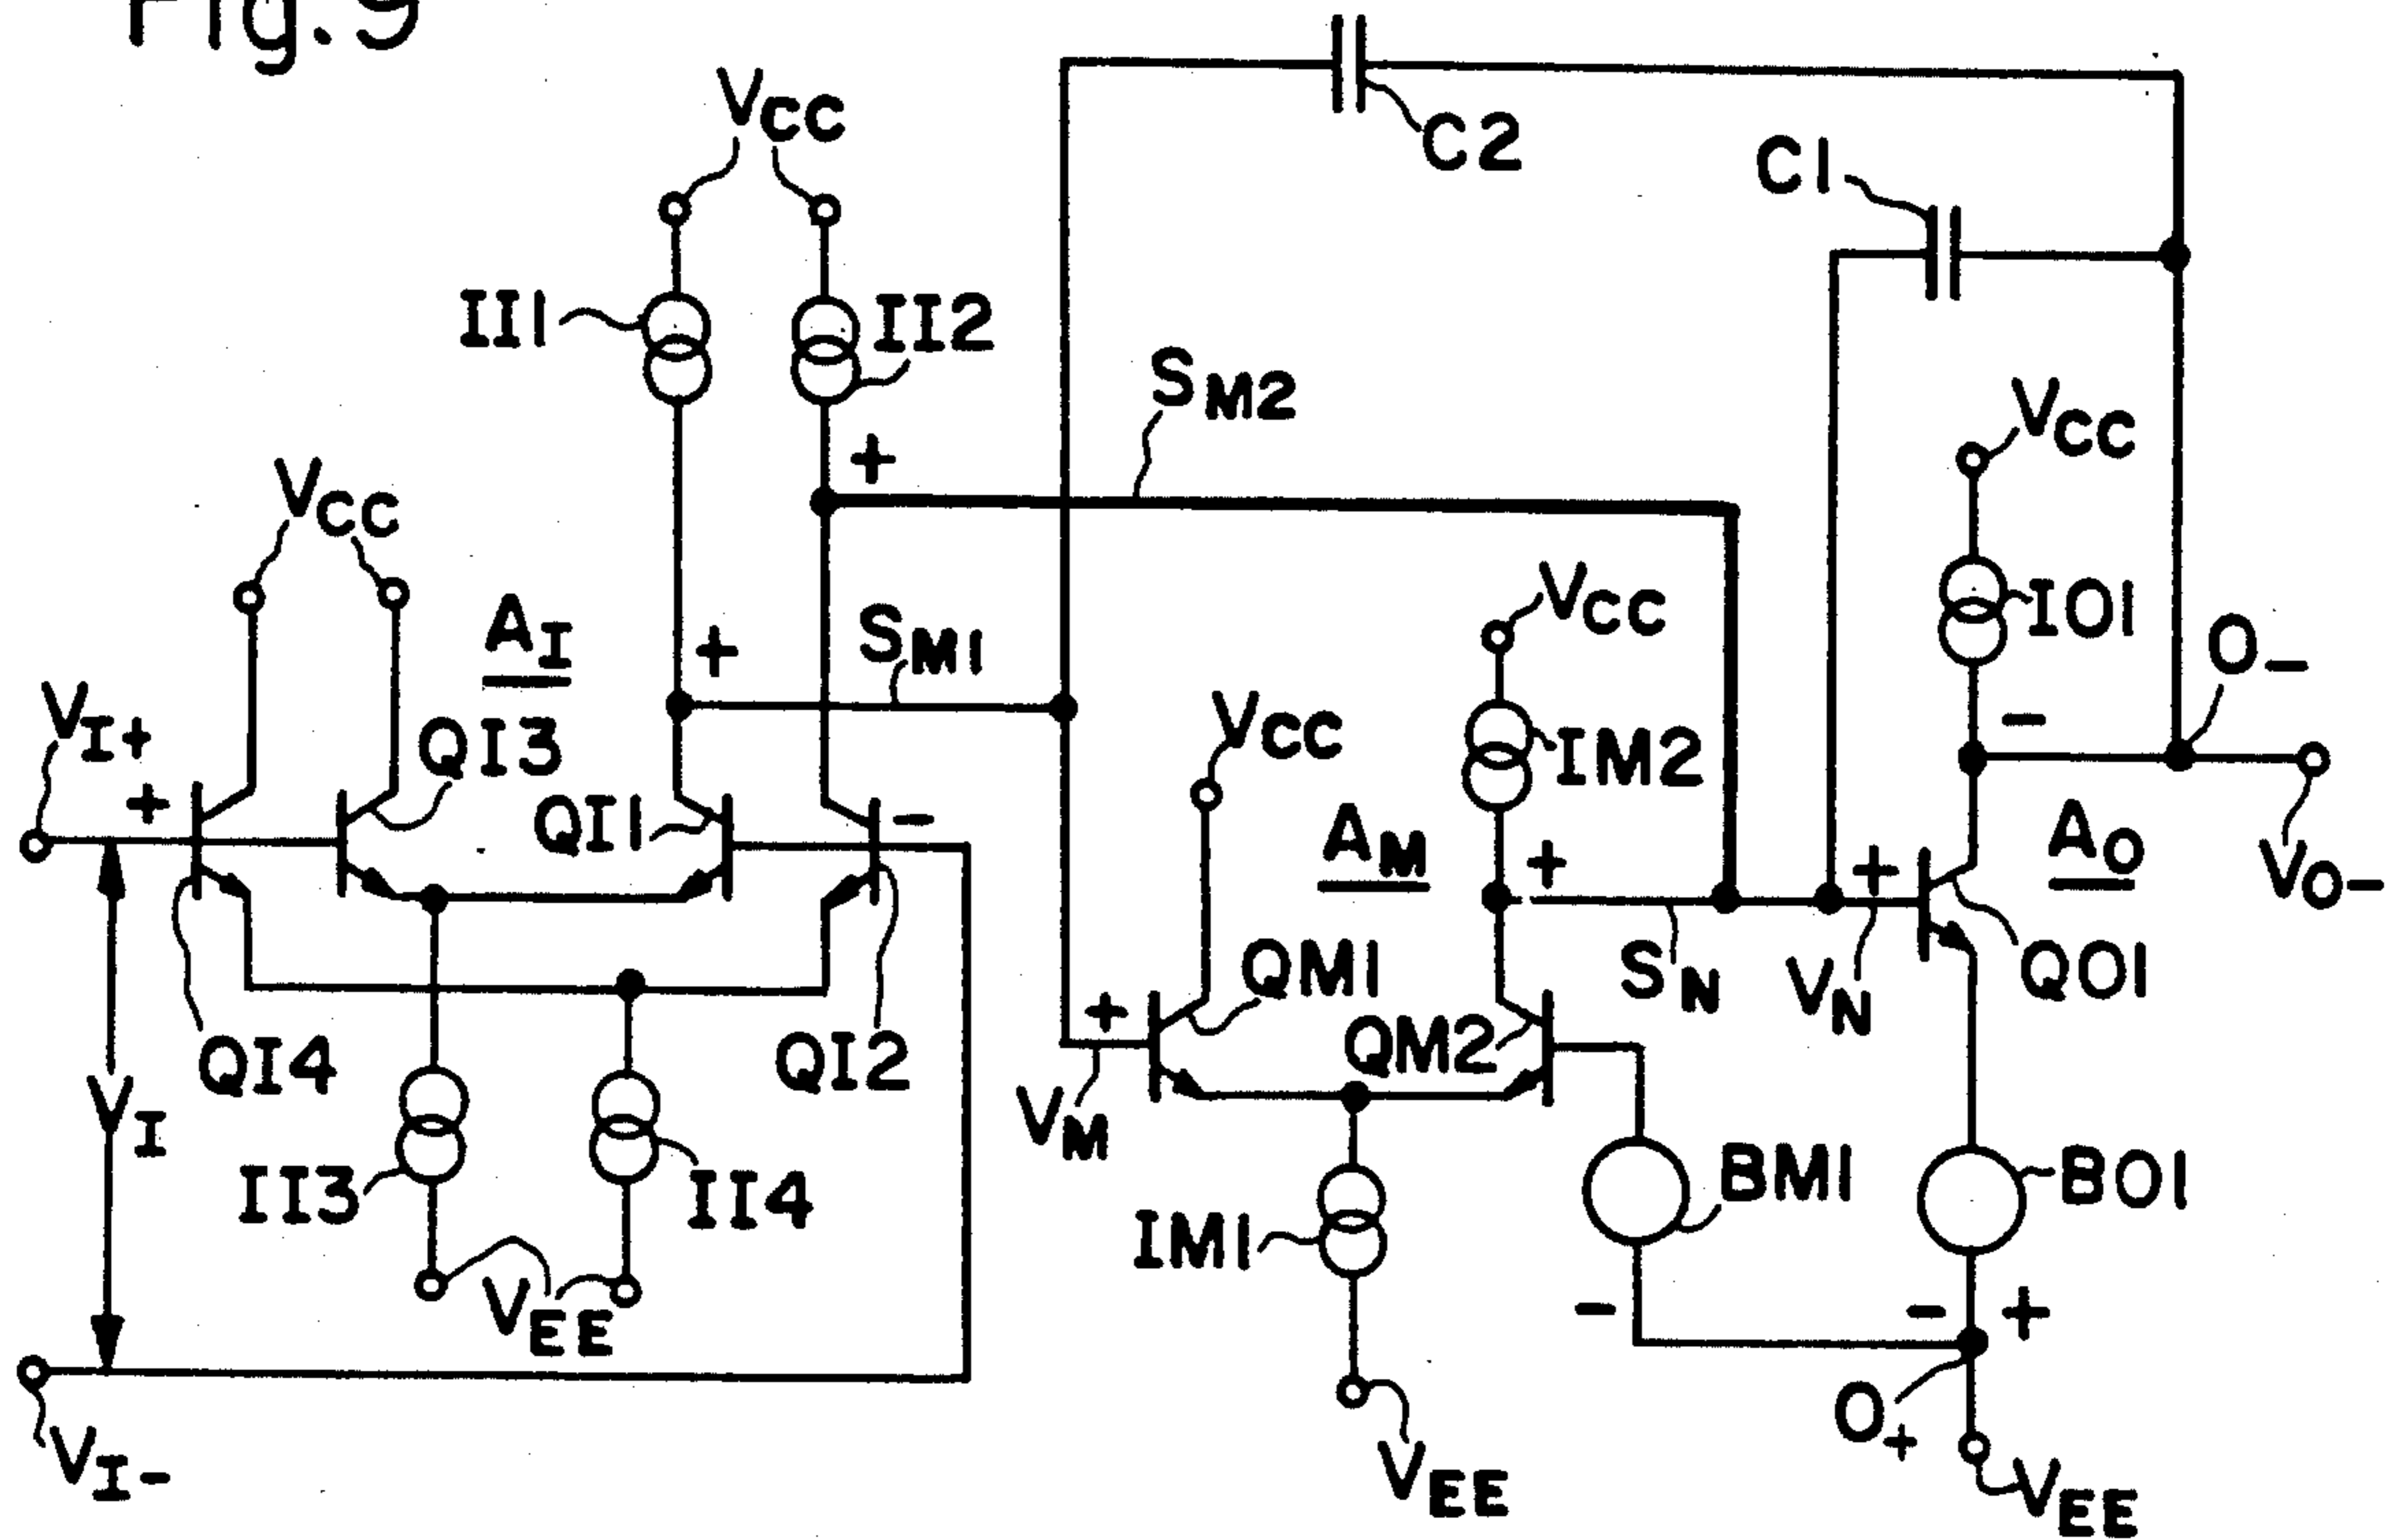 Fig. 9
VCC
C2
C1
II1
II2
SM2
VCC
VCC
+
AI
+
SM1
VCC
IO1
O-
VI+
+
QI3
QI1
-
VCC
IM2
-
AM
+
+
AO
VO-
QI4
QI2
+
QM1
QM2
SN
VN
QO1
VI
VM
II3
II4
IM1
BM1
BO1
VEE
-
-
+
O+
VI-
VEE
VEE